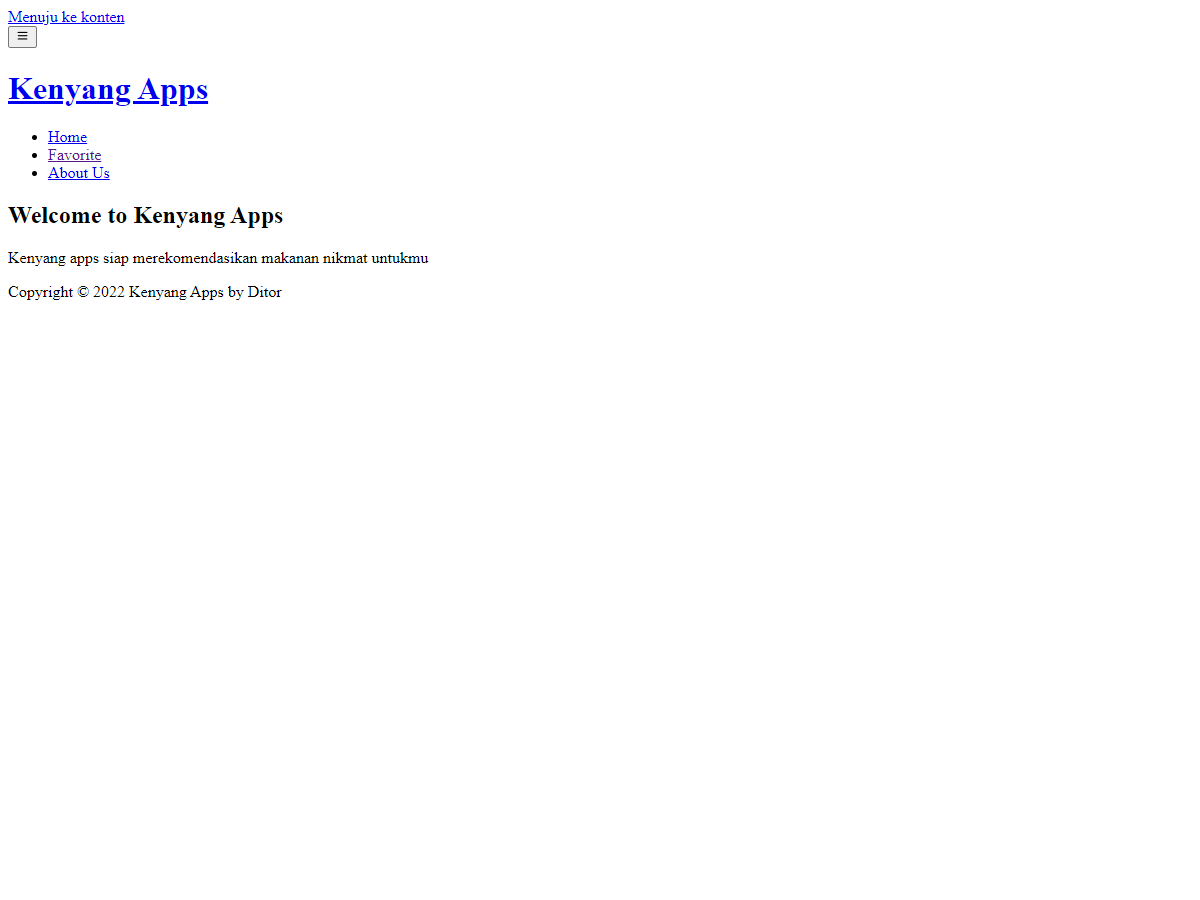 Menuju ke konten
☰
Kenyang Apps
Home
Favorite
About Us
Welcome to Kenyang Apps
Kenyang apps siap merekomendasikan makanan nikmat untukmu
Copyright © 2022 Kenyang Apps by Ditor